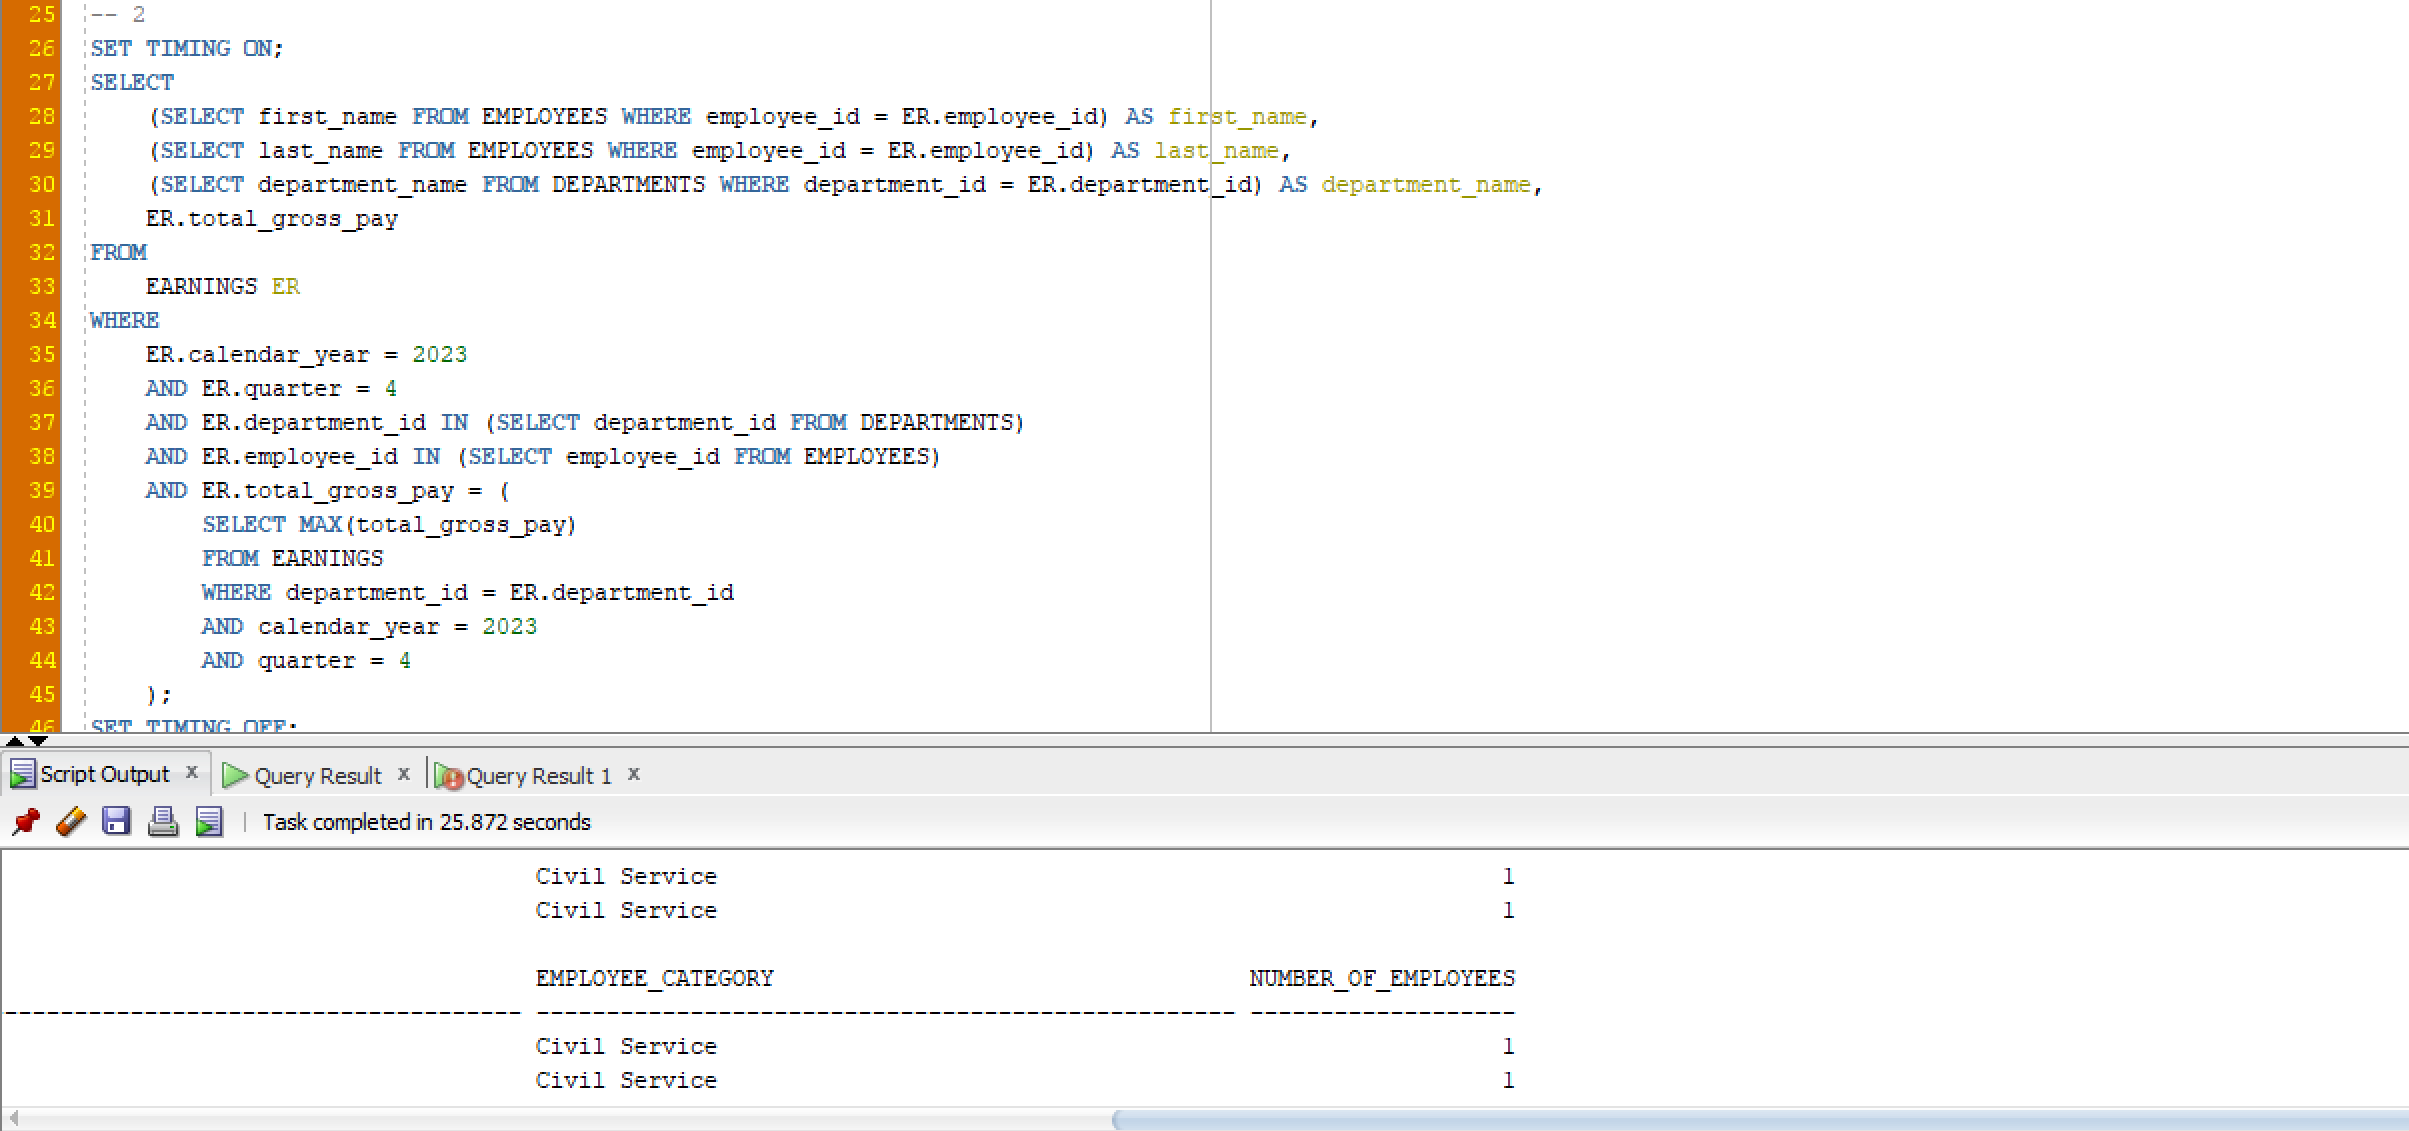 25 -- 2
26 SET TIMING ON;
27 SELECT
28 (SELECT first_name FROM EMPLOYEES WHERE employee_id = ER.employee_id) AS first_name,
29 (SELECT last_name FROM EMPLOYEES WHERE employee_id = ER.employee_id) AS last_name,
30 (SELECT department_name FROM DEPARTMENTS WHERE department_id = ER.department_id) AS department_name,
31 ER.total_gross_pay
32 FROM
33 EARNINGS ER
34 WHERE
35 ER.calendar_year = 2023
36 AND ER.quarter = 4
37 AND ER.department_id IN (SELECT department_id FROM DEPARTMENTS)
38 AND ER.employee_id IN (SELECT employee_id FROM EMPLOYEES)
39 AND ER.total_gross_pay = (
40 SELECT MAX(total_gross_pay)
41 FROM EARNINGS
42 WHERE department_id = ER.department_id
43 AND calendar_year = 2023
44 AND quarter = 4
45 );
46 SET TIMING OFF;
Script Output x Query Result x Query Result 1 x
Task completed in 25.872 seconds
Civil Service 1
Civil Service 1
EMPLOYEE_CATEGORY NUMBER_OF_EMPLOYEES
------------------------------------- -------------------------------------------------- -------------------
Civil Service 1
Civil Service 1